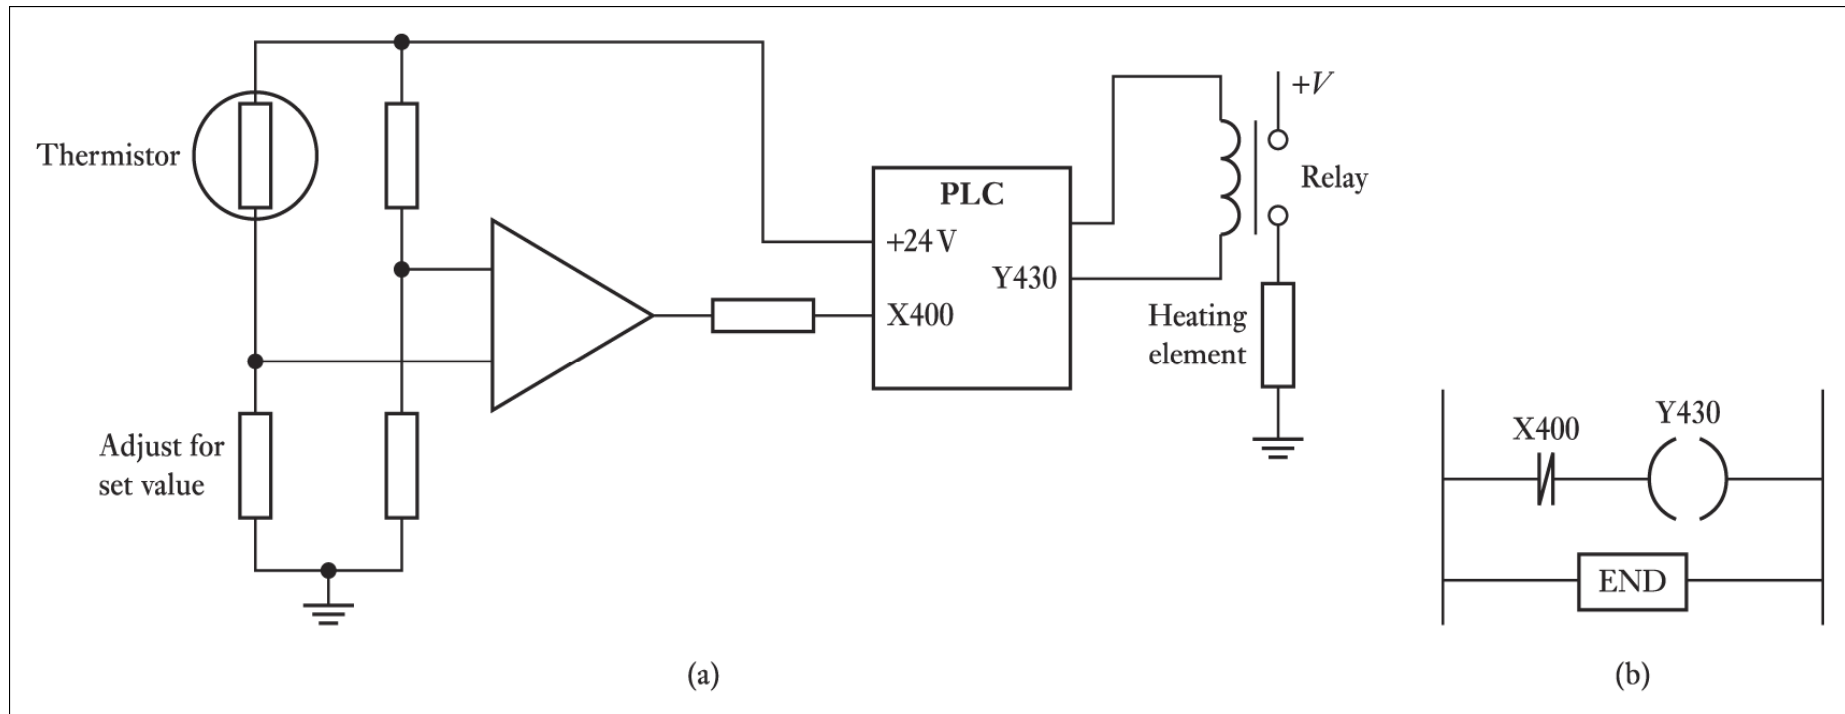 +V
Thermistor
PLC
Relay
+24 V
Y430
X400
Heating
element
Adjust for
set value
X400
Y430
END
(a)
(b)